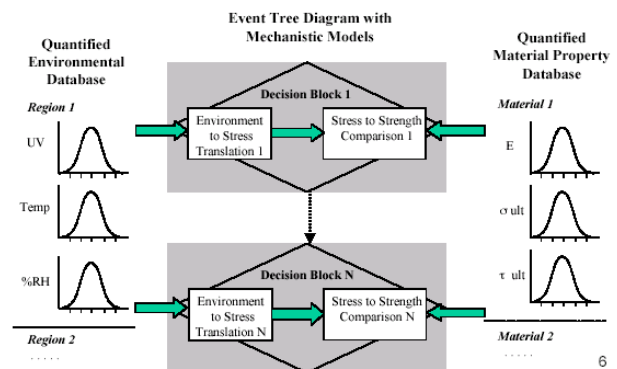 Event Tree Diagram with
Mechanistic Models
Quantified
Environmental
Database
Region 1
UV
Temp
%RH
Region 2
. . . . .
Decision Block 1
Environment
to Stress
Translation 1
Stress to Strength
Comparison 1
Decision Block N
Environment
to Stress
Translation N
Stress to Strength
Comparison N
Quantified
Material Property
Database
Material 1
E
σ ult
τ ult
Material 2
. . . . .
6